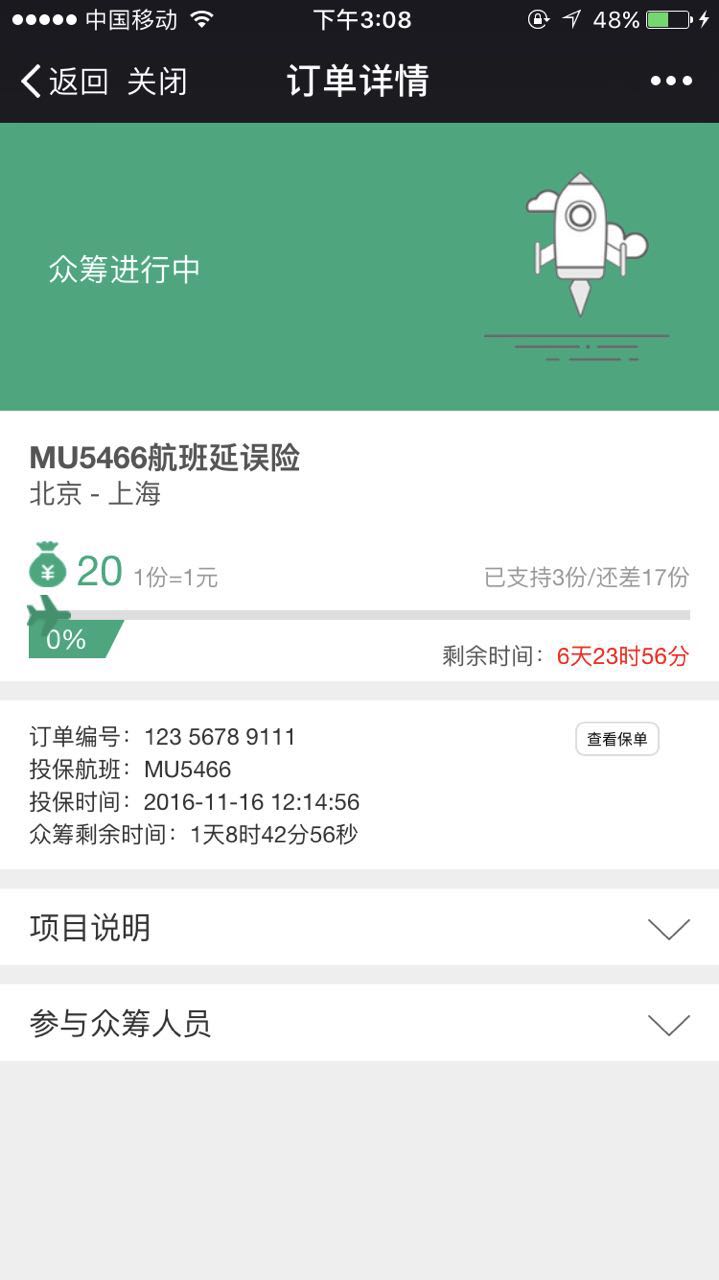 中国移动 下午3:08 48%
返回 关闭 订单详情
众筹进行中
MU5466航班延误险
北京 - 上海
¥ 20 1份=1元 已支持3份/还差17份
0%
剩余时间：6天23时56分
订单编号：123 5678 9111 查看保单
投保航班：MU5466
投保时间：2016-11-16 12:14:56
众筹剩余时间：1天8时42分56秒
项目说明
参与众筹人员